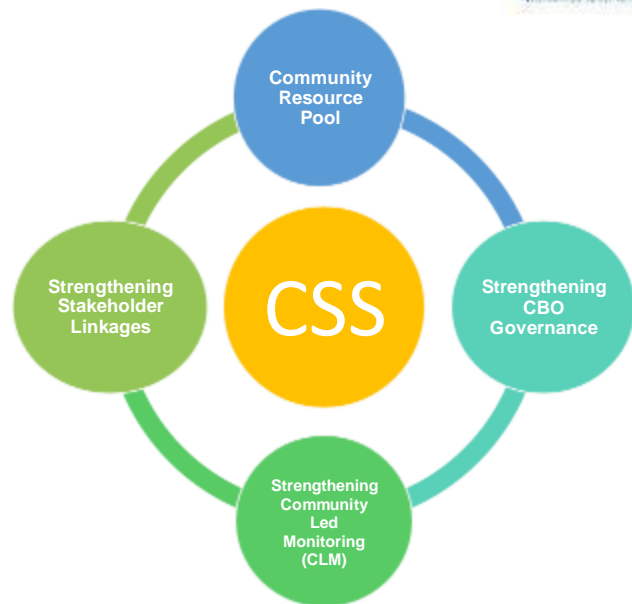 Community
Resource
Pool
Strengthening
Stakeholder
Linkages
CSS
Strengthening
CBO
Governance
Strengthening
Community
Led
Monitoring
(CLM)